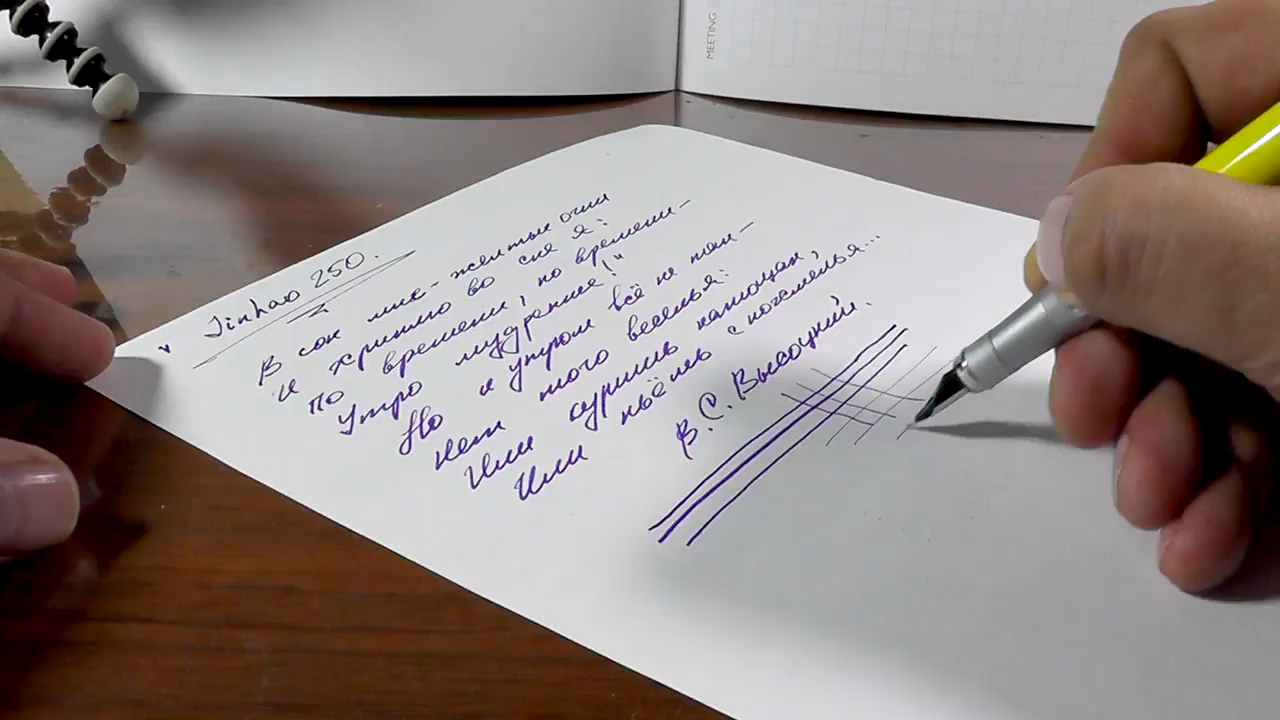 MEETING
Jinhao 250.
В сон мне - желтые огни
и хриплю во сне я:
по времени, по времени -
Утро мудренее!"
Но и утром всё не так -
нет того веселья:
Или куришь натощак,
Или пьёшь с похмелья...
В.С. Высоцкий.